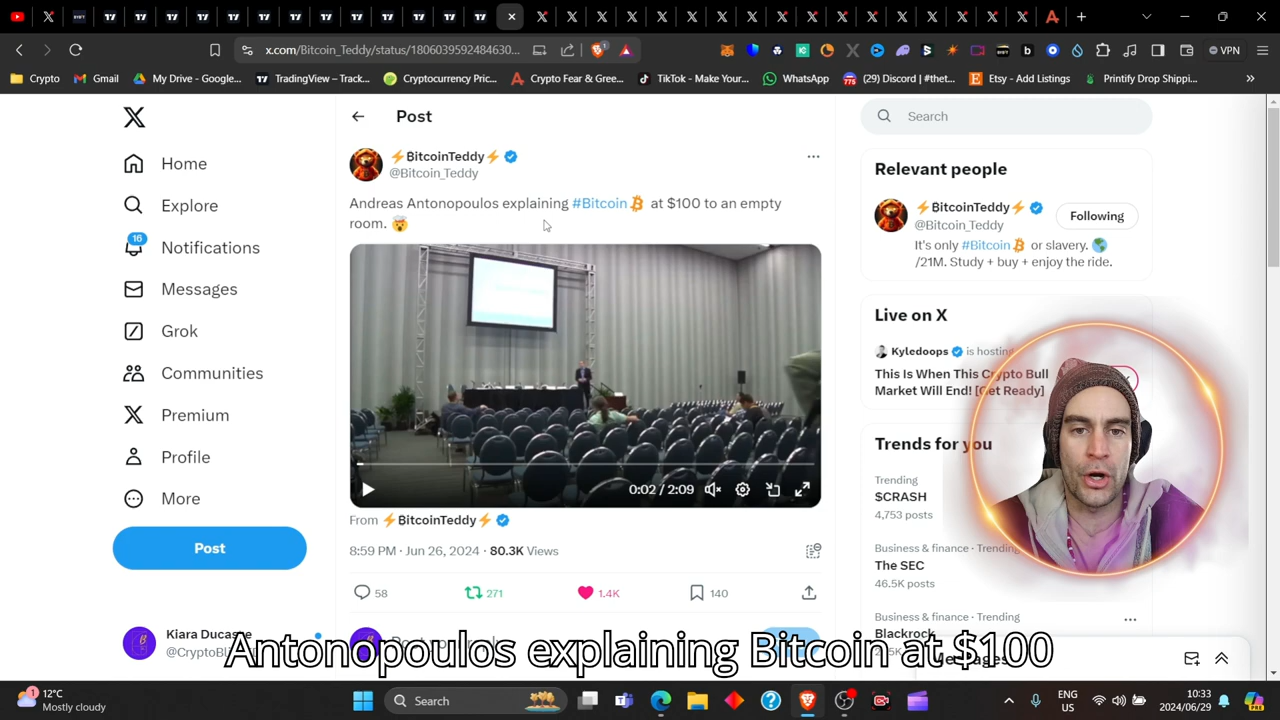 x.com/Bitcoin_Teddy/status/1806039592484630...
VPN
Crypto
Gmail
My Drive - Google...
TradingView – Track...
Cryptocurrency Pric...
Crypto Fear & Gree...
TikTok - Make Your...
WhatsApp
(29) Discord | #thet...
Etsy - Add Listings
Printify Drop Shippi...
Post
Search
Home
Explore
16
Notifications
Messages
Grok
Communities
Premium
Profile
More
Post
Kiara Ducasse
⚡BitcoinTeddy⚡
@Bitcoin_Teddy
Andreas Antonopoulos explaining #Bitcoin at $100 to an empty
room. 🤯
0:02 / 2:09
From ⚡BitcoinTeddy⚡
8:59 PM · Jun 26, 2024 · 80.3K Views
58
271
1.4K
140
Relevant people
⚡BitcoinTeddy⚡
@Bitcoin_Teddy
Following
It's only #Bitcoin or slavery. 🌎
/21M. Study + buy + enjoy the ride.
Live on X
Kyledoops is hosting
This Is When This Crypto Bull
Market Will End! [Get Ready]
Trends for you
Trending
$CRASH
4,753 posts
Business & finance · Trending
The SEC
46.5K posts
Business & finance · Trending
Blackrock
Antonopoulos explaining Bitcoin at $100
1
12°C
Mostly cloudy
Search
ENG
US
10:33
2024/06/29